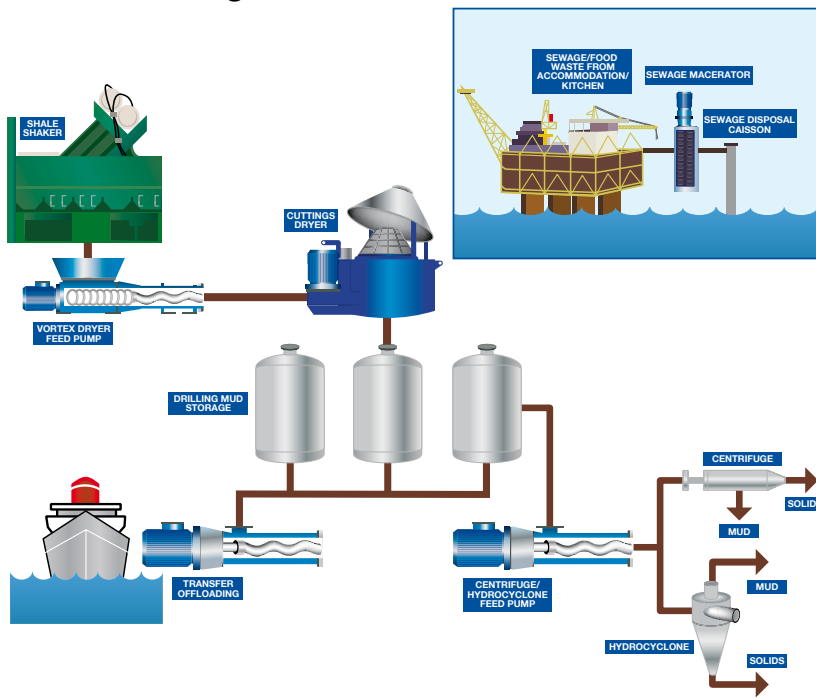 SHALE
SHAKER
SEWAGE/FOOD
WASTE FROM
ACCOMMODATION/
KITCHEN
SEWAGE MACERATOR
SEWAGE DISPOSAL
CAISSON
CUTTINGS
DRYER
VORTEX DRYER
FEED PUMP
DRILLING MUD
STORAGE
CENTRIFUGE
SOLID
MUD
TRANSFER
OFFLOADING
CENTRIFUGE/
HYDROCYCLONE
FEED PUMP
MUD
HYDROCYCLONE
SOLIDS